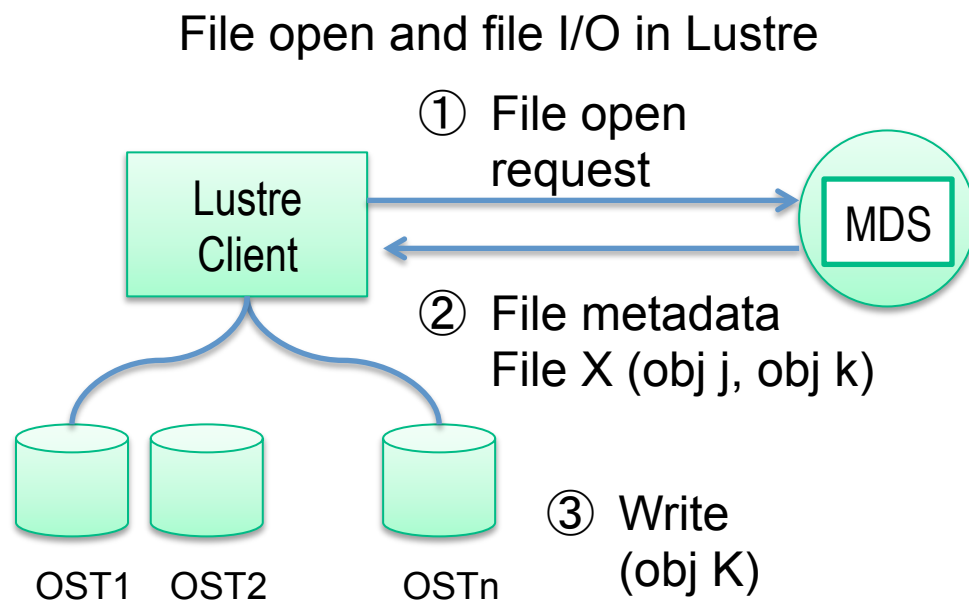 File open and file I/O in Lustre
① File open
request
Lustre
Client
MDS
② File metadata
File X (obj j, obj k)
③ Write
(obj K)
OST1 OST2 OSTn